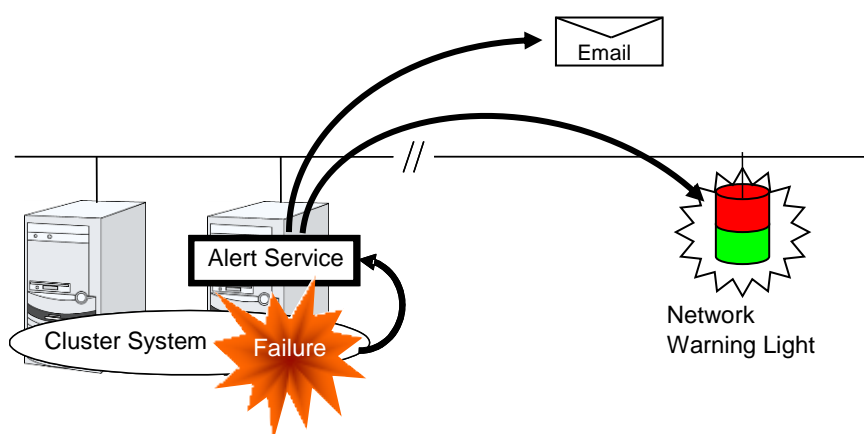 Email
Alert Service
Cluster System
Failure
Network
Warning Light